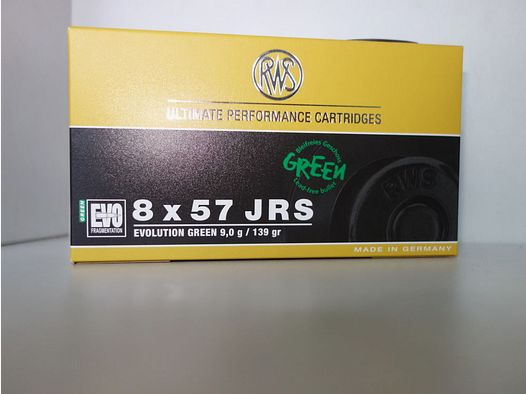 RWS
ULTIMATE PERFORMANCE CARTRIDGES
Bleifreies Geschoss
GREEN
Lead-free bullet
RWS
GREEN
EVO
FRAGMENTATION
8 x 57 JRS
EVOLUTION GREEN 9,0 g / 139 gr
MADE IN GERMANY